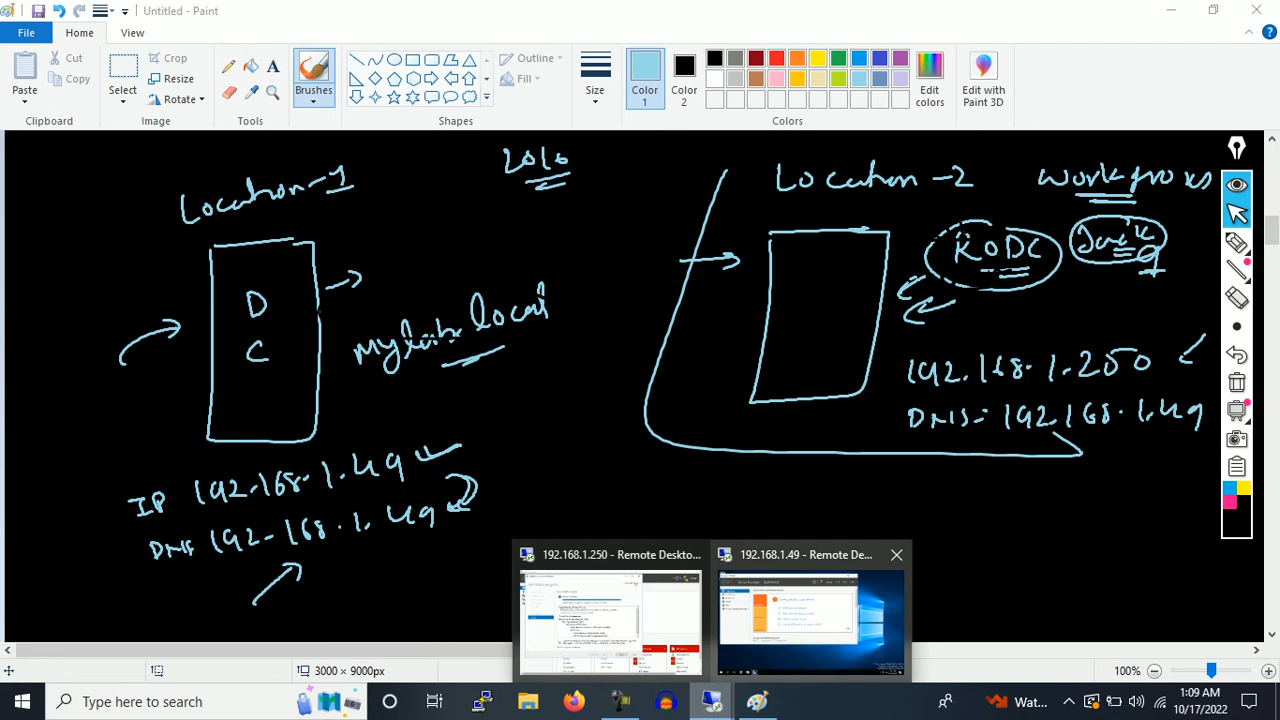 Untitled - Paint
File
Home
View
Paste
Cut
Copy
Clipboard
Select
Crop
Resize
Rotate
Image
Tools
Brushes
Outline
Fill
Shapes
Size
Color 1
Color 2
Edit colors
Edit with Paint 3D
Colors
Location-1
2016
Location-2
D
C
mylab.local
RODC
Jack
IP 192.168.1.49
DNS 192.168.1.49
192.168.1.250
DNS:- 192.168.1.49
192.168.1.250 - Remote Deskto...
192.168.1.49 - Remote De...
3000 × 900px
Type here to search
Wat...
1:09 AM
10/17/2022